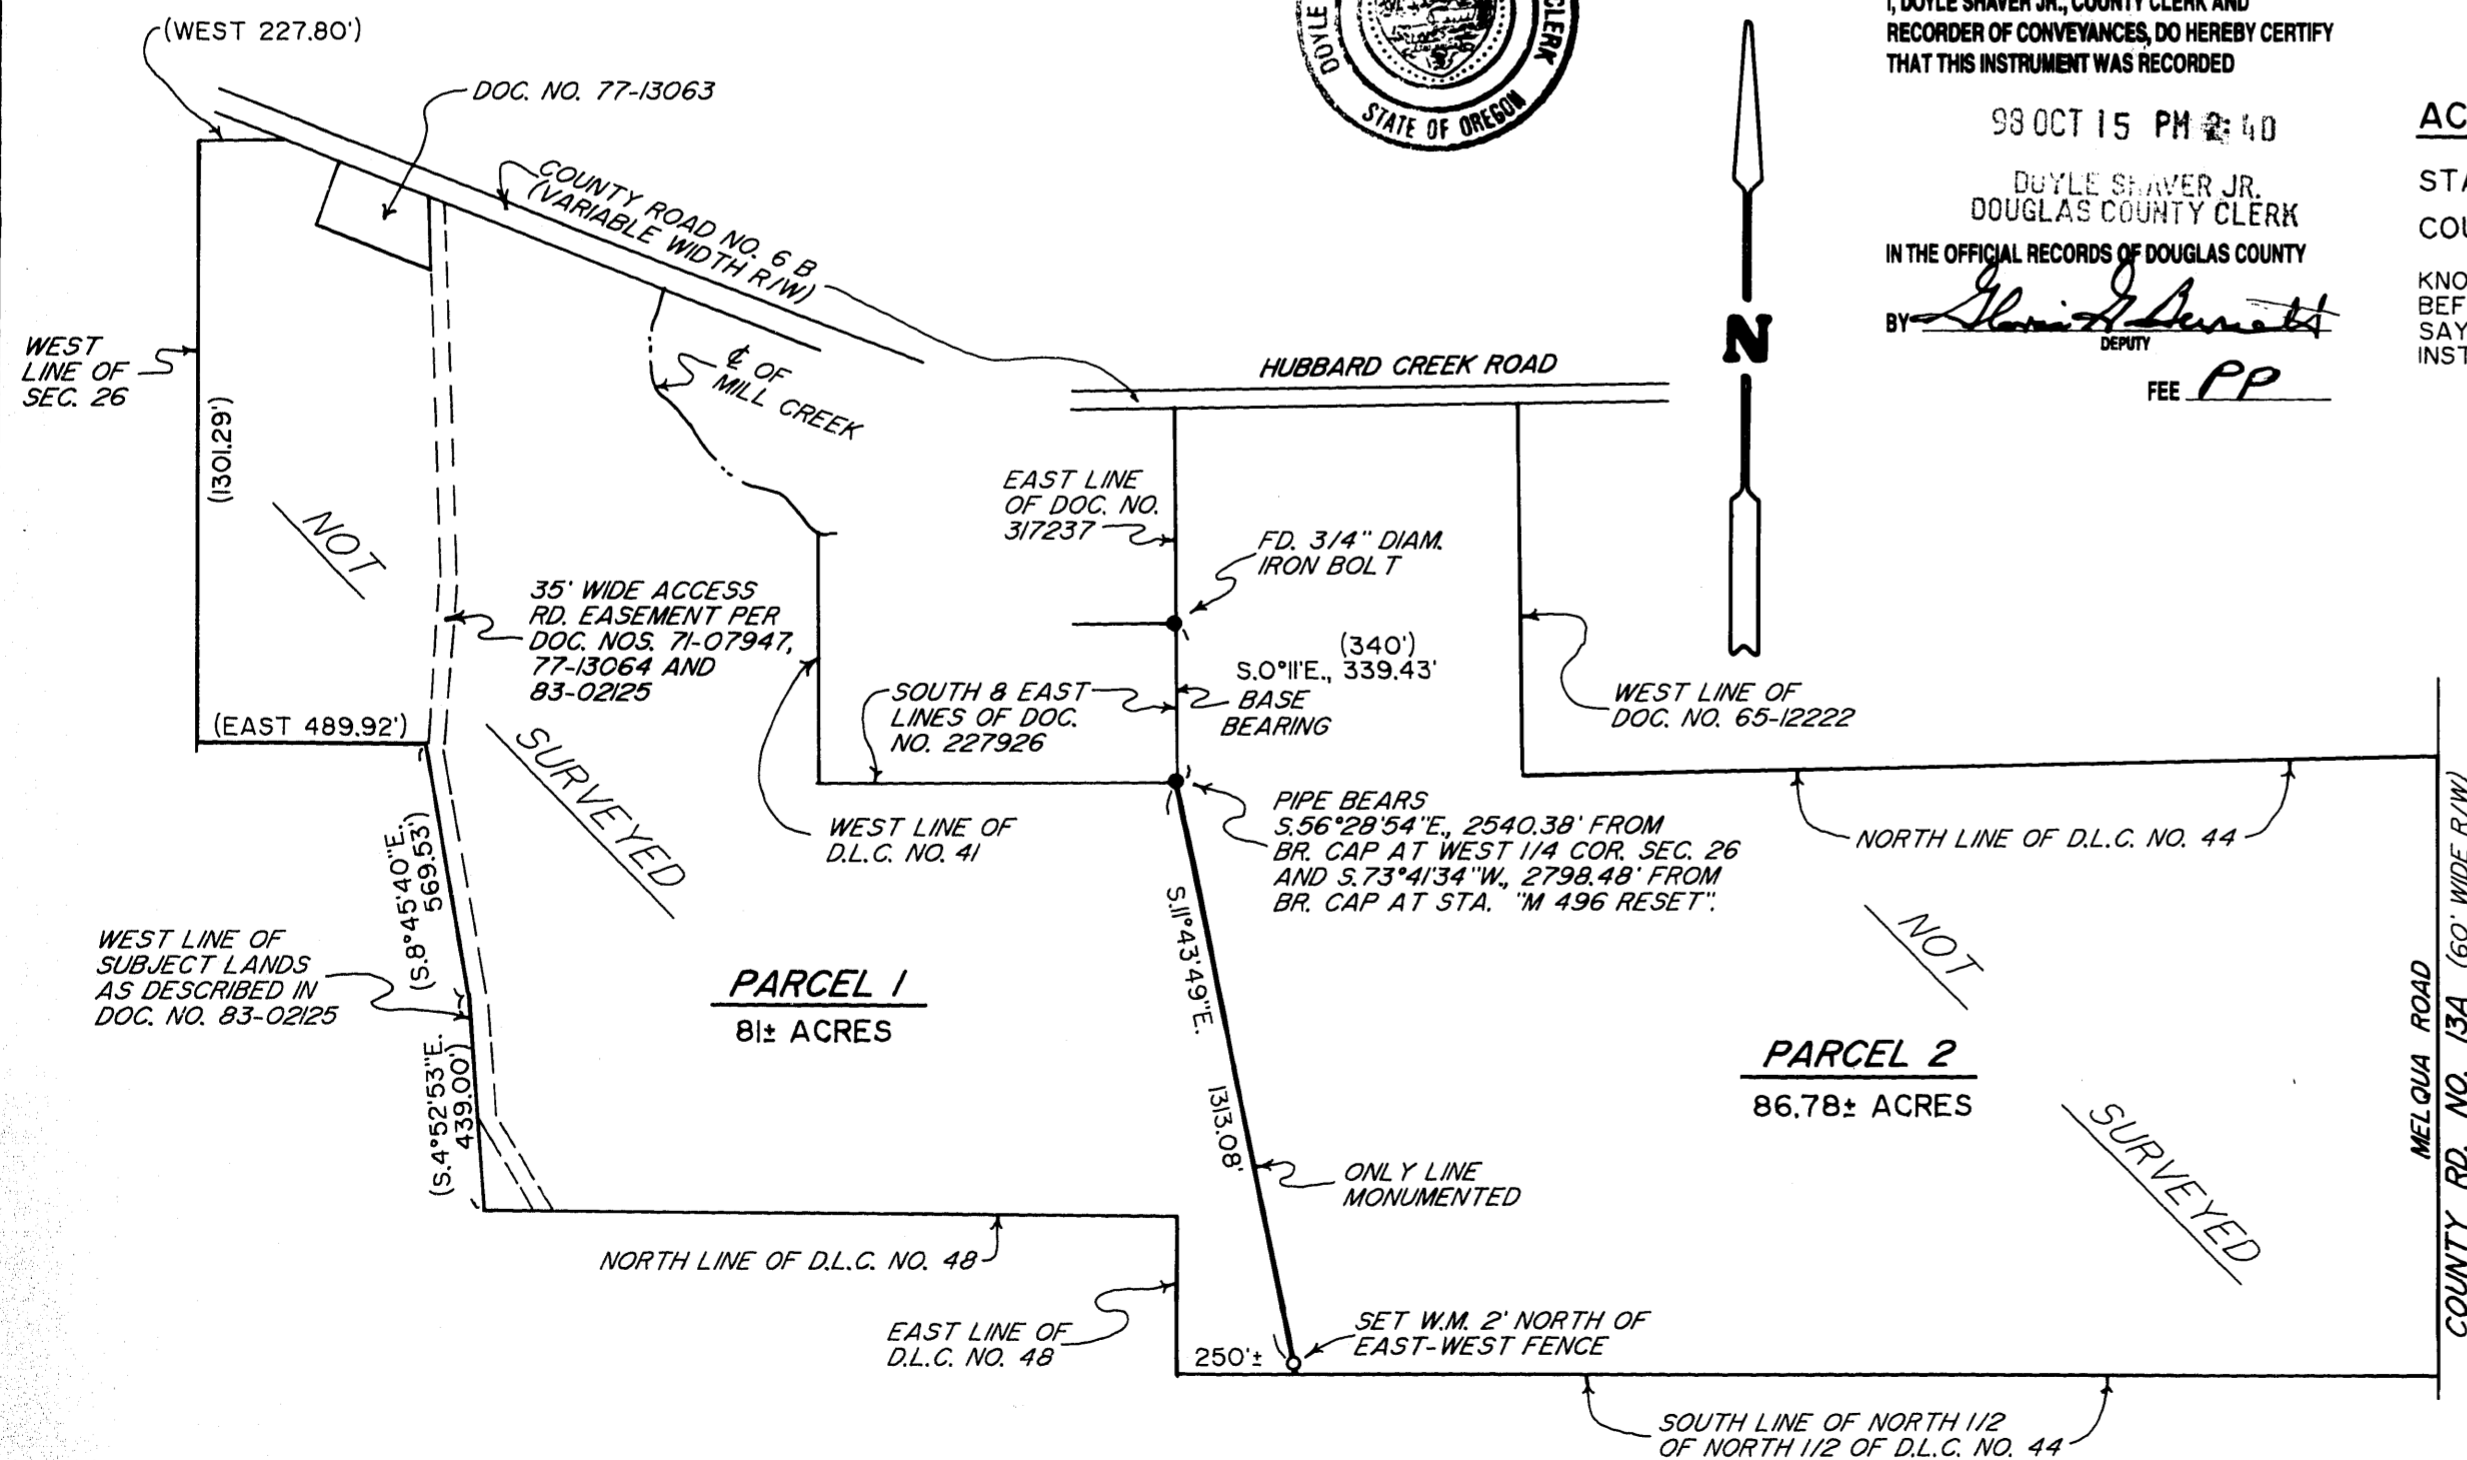 (WEST 227.80')
DOC. NO. 77-13063
COUNTY ROAD NO. 6 B
(VARIABLE WIDTH R/W)
WEST
LINE OF
SEC. 26
(1301.29')
℄ OF
MILL CREEK
NOT
35' WIDE ACCESS
RD. EASEMENT PER
DOC. NOS. 71-07947,
77-13064 AND
83-02125
(EAST 489.92')
SURVEYED
(S.8°45'40"E.
569.53')
WEST LINE OF
SUBJECT LANDS
AS DESCRIBED IN
DOC. NO. 83-02125
(S.4°52'53"E.
439.00')
PARCEL 1
81± ACRES
WEST LINE OF
D.L.C. NO. 41
SOUTH & EAST
LINES OF DOC.
NO. 227926
EAST LINE
OF DOC. NO.
317237
HUBBARD CREEK ROAD
FD. 3/4" DIAM.
IRON BOLT
(340')
S.0°11'E., 339.43'
BASE
BEARING
WEST LINE OF
DOC. NO. 65-12222
PIPE BEARS
S.56°28'54"E., 2540.38' FROM
BR. CAP AT WEST 1/4 COR. SEC. 26
AND S.73°41'34"W., 2798.48' FROM
BR. CAP AT STA. "M 496 RESET".
NORTH LINE OF D.L.C. NO. 44
S.11°43'49"E.
1313.08'
ONLY LINE
MONUMENTED
NOT
PARCEL 2
86.78± ACRES
SURVEYED
MELQUA ROAD
COUNTY RD. NO. 13A (60' WIDE R/W)
NORTH LINE OF D.L.C. NO. 48
EAST LINE OF
D.L.C. NO. 48
250'±
SET W.M. 2' NORTH OF
EAST-WEST FENCE
SOUTH LINE OF NORTH 1/2
OF NORTH 1/2 OF D.L.C. NO. 44
N
DOYLE
CLERK
STATE OF OREGON
I, DOYLE SHAVER JR., COUNTY CLERK AND
RECORDER OF CONVEYANCES, DO HEREBY CERTIFY
THAT THIS INSTRUMENT WAS RECORDED
98 OCT 15 PM 2:40
DOYLE SHAVER JR.
DOUGLAS COUNTY CLERK
IN THE OFFICIAL RECORDS OF DOUGLAS COUNTY
BY
DEPUTY
FEE PP
AC
STA
COU
KNO
BEF
SAY
INST